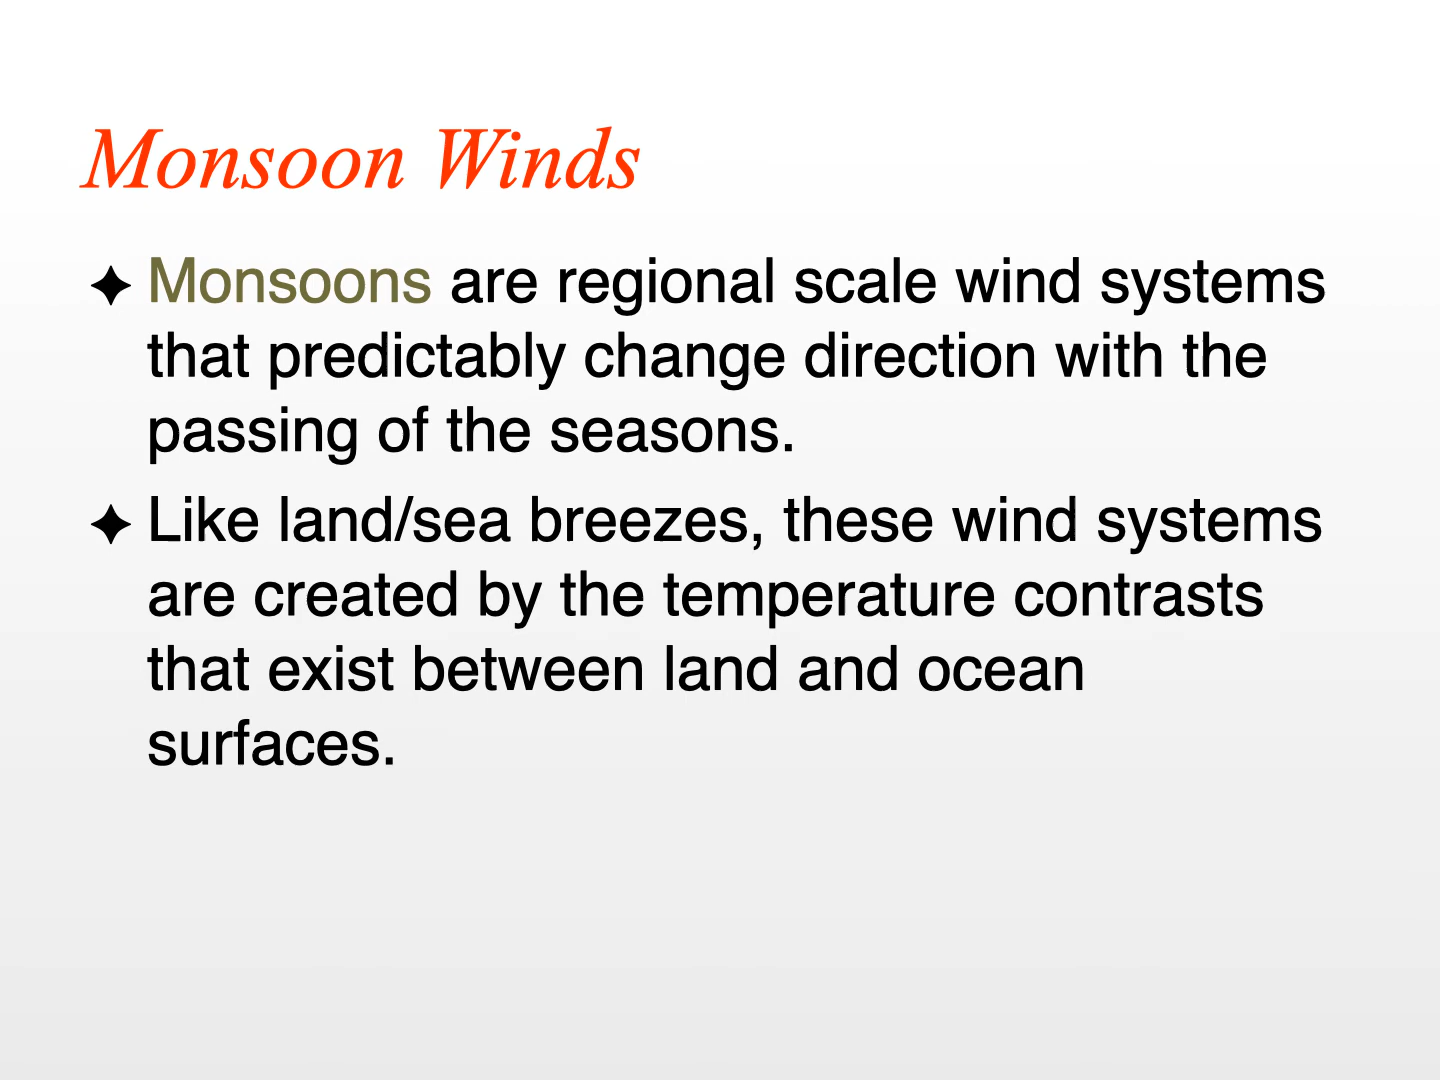 Monsoon Winds
Monsoons are regional scale wind systems
that predictably change direction with the
passing of the seasons.
Like land/sea breezes, these wind systems
are created by the temperature contrasts
that exist between land and ocean
surfaces.